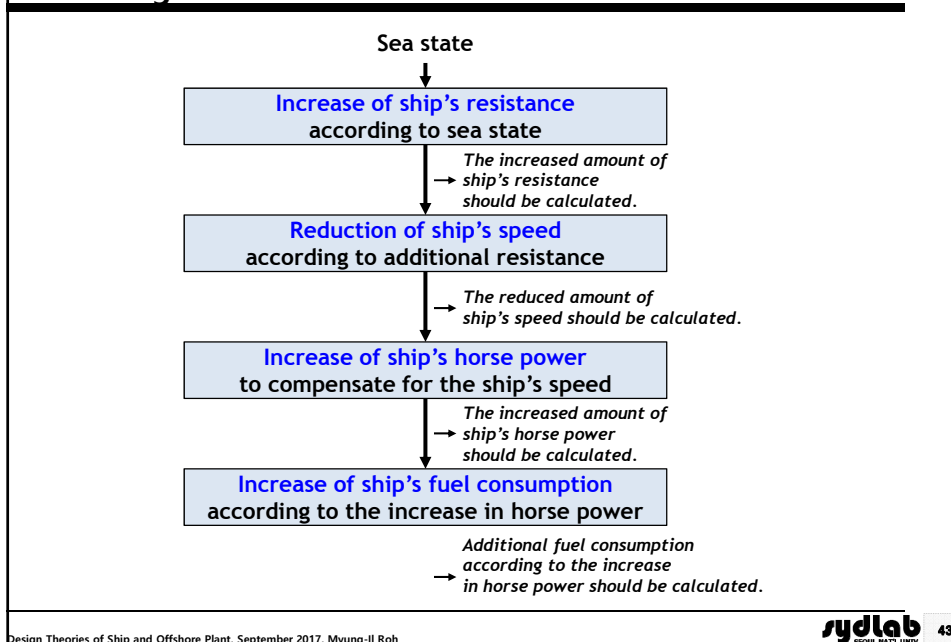 Sea state
Increase of ship's resistance
according to sea state
The increased amount of
ship's resistance
should be calculated.
Reduction of ship's speed
according to additional resistance
The reduced amount of
ship's speed should be calculated.
Increase of ship's horse power
to compensate for the ship's speed
The increased amount of
ship's horse power
should be calculated.
Increase of ship's fuel consumption
according to the increase in horse power
Additional fuel consumption
according to the increase
in horse power should be calculated.
Design Theories of Ship and Offshore Plant, September 2017, Myung-Il Roh
sydlab
SEOUL NAT'L UNIV.
43